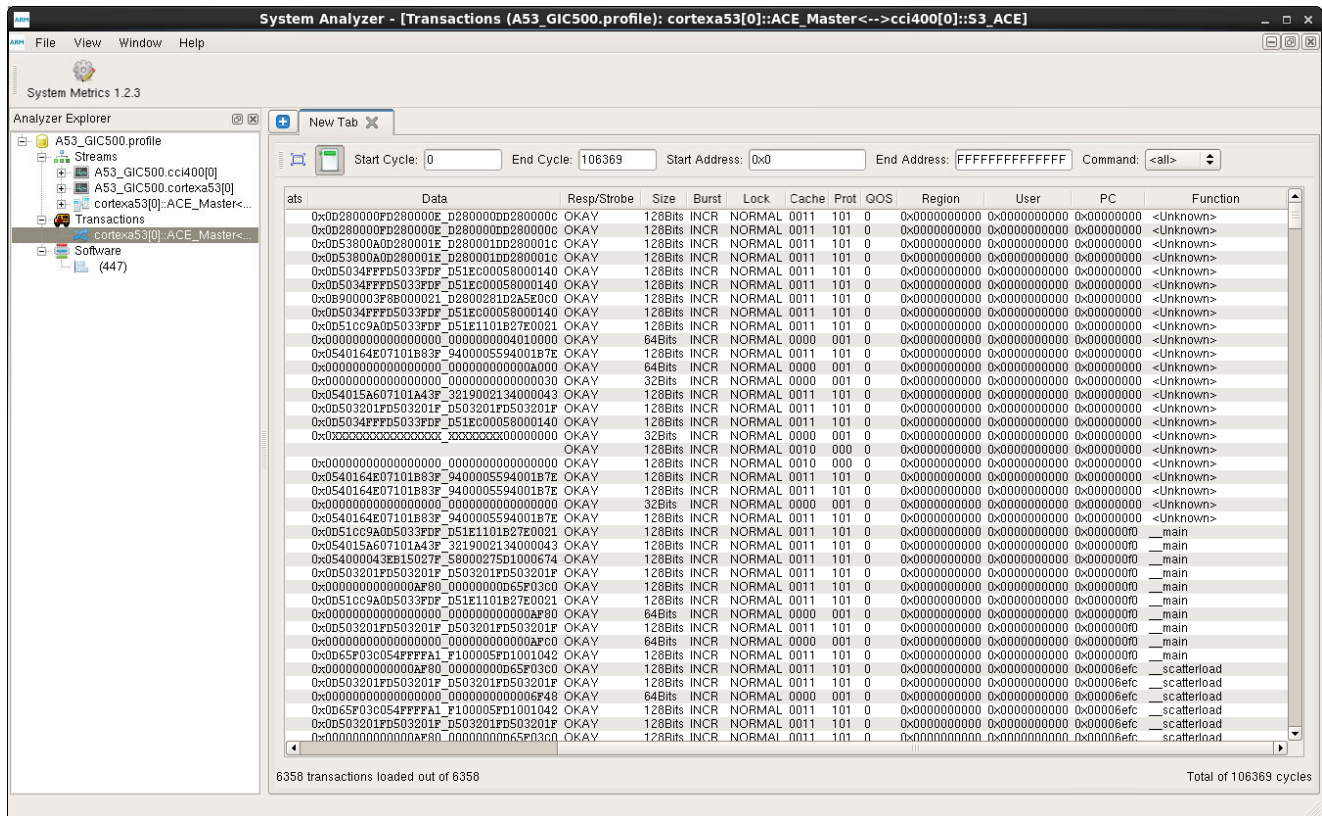 ARM System Analyzer - [Transactions (A53_GIC500.profile): cortexa53[0]::ACE_Master<-->cci400[0]::S3_ACE]
ARM File View Window Help
System Metrics 1.2.3
Analyzer Explorer
A53_GIC500.profile
Streams
A53_GIC500.cci400[0]
A53_GIC500.cortexa53[0]
cortexa53[0]::ACE_Master<...
Transactions
cortexa53[0]::ACE_Master<...
Software
(447)
New Tab
Start Cycle: 0 End Cycle: 106369 Start Address: 0x0 End Address: FFFFFFFFFFFFFF Command: <all>
ats Data Resp/Strobe Size Burst Lock Cache Prot QOS Region User PC Function
0x0D280000FD280000E_D280000DD280000C OKAY 128Bits INCR NORMAL 0011 101 0 0x0000000000 0x0000000000 0x00000000 <Unknown>
0x0D280000FD280000E_D280000DD280000C OKAY 128Bits INCR NORMAL 0011 101 0 0x0000000000 0x0000000000 0x00000000 <Unknown>
0x0D53800A0D280001E_D280001DD280001C OKAY 128Bits INCR NORMAL 0011 101 0 0x0000000000 0x0000000000 0x00000000 <Unknown>
0x0D53800A0D280001E_D280001DD280001C OKAY 128Bits INCR NORMAL 0011 101 0 0x0000000000 0x0000000000 0x00000000 <Unknown>
0x0D5034FFFD5033FDF_D51EC00058000140 OKAY 128Bits INCR NORMAL 0011 101 0 0x0000000000 0x0000000000 0x00000000 <Unknown>
0x0D5034FFFD5033FDF_D51EC00058000140 OKAY 128Bits INCR NORMAL 0011 101 0 0x0000000000 0x0000000000 0x00000000 <Unknown>
0x0B900003F8B000021_D2800281D2A5E0C0 OKAY 128Bits INCR NORMAL 0011 101 0 0x0000000000 0x0000000000 0x00000000 <Unknown>
0x0D5034FFFD5033FDF_D51EC00058000140 OKAY 128Bits INCR NORMAL 0011 101 0 0x0000000000 0x0000000000 0x00000000 <Unknown>
0x0D51CC9A0D5033FDF_D51E1101B27E0021 OKAY 128Bits INCR NORMAL 0011 101 0 0x0000000000 0x0000000000 0x00000000 <Unknown>
0x00000000000000000_0000000004010000 OKAY 64Bits INCR NORMAL 0000 001 0 0x0000000000 0x0000000000 0x00000000 <Unknown>
0x0540164E07101B83F_9400005594001B7E OKAY 128Bits INCR NORMAL 0011 101 0 0x0000000000 0x0000000000 0x00000000 <Unknown>
0x00000000000000000_000000000000A000 OKAY 64Bits INCR NORMAL 0000 001 0 0x0000000000 0x0000000000 0x00000000 <Unknown>
0x00000000000000000_0000000000000030 OKAY 32Bits INCR NORMAL 0000 001 0 0x0000000000 0x0000000000 0x00000000 <Unknown>
0x054015A607101A43F_3219002134000043 OKAY 128Bits INCR NORMAL 0011 101 0 0x0000000000 0x0000000000 0x00000000 <Unknown>
0x0D503201FD503201F_D503201FD503201F OKAY 128Bits INCR NORMAL 0011 101 0 0x0000000000 0x0000000000 0x00000000 <Unknown>
0x0D5034FFFD5033FDF_D51EC00058000140 OKAY 128Bits INCR NORMAL 0011 101 0 0x0000000000 0x0000000000 0x00000000 <Unknown>
0x0XXXXXXXXXXXXXXXX_XXXXXXXX00000000 OKAY 32Bits INCR NORMAL 0000 001 0 0x0000000000 0x0000000000 0x00000000 <Unknown>
OKAY 128Bits INCR NORMAL 0010 000 0 0x0000000000 0x0000000000 0x00000000 <Unknown>
0x00000000000000000_0000000000000000 OKAY 128Bits INCR NORMAL 0010 000 0 0x0000000000 0x0000000000 0x00000000 <Unknown>
0x0540164E07101B83F_9400005594001B7E OKAY 128Bits INCR NORMAL 0011 101 0 0x0000000000 0x0000000000 0x00000000 <Unknown>
0x0540164E07101B83F_9400005594001B7E OKAY 128Bits INCR NORMAL 0011 101 0 0x0000000000 0x0000000000 0x00000000 <Unknown>
0x00000000000000000_0000000000000000 OKAY 32Bits INCR NORMAL 0000 001 0 0x0000000000 0x0000000000 0x00000000 <Unknown>
0x0540164E07101B83F_9400005594001B7E OKAY 128Bits INCR NORMAL 0011 101 0 0x0000000000 0x0000000000 0x00000000 <Unknown>
0x0D51CC9A0D5033FDF_D51E1101B27E0021 OKAY 128Bits INCR NORMAL 0011 101 0 0x0000000000 0x0000000000 0x000000f0 __main
0x054015A607101A43F_3219002134000043 OKAY 128Bits INCR NORMAL 0011 101 0 0x0000000000 0x0000000000 0x000000f0 __main
0x054000043EB15027F_58000275D1000674 OKAY 128Bits INCR NORMAL 0011 101 0 0x0000000000 0x0000000000 0x000000f0 __main
0x0D503201FD503201F_D503201FD503201F OKAY 128Bits INCR NORMAL 0011 101 0 0x0000000000 0x0000000000 0x000000f0 __main
0x0000000000000AF80_00000000D65F03C0 OKAY 128Bits INCR NORMAL 0011 101 0 0x0000000000 0x0000000000 0x000000f0 __main
0x0D51CC9A0D5033FDF_D51E1101B27E0021 OKAY 128Bits INCR NORMAL 0011 101 0 0x0000000000 0x0000000000 0x000000f0 __main
0x00000000000000000_000000000000AF80 OKAY 64Bits INCR NORMAL 0000 001 0 0x0000000000 0x0000000000 0x000000f0 __main
0x0D503201FD503201F_D503201FD503201F OKAY 128Bits INCR NORMAL 0011 101 0 0x0000000000 0x0000000000 0x000000f0 __main
0x00000000000000000_000000000000AFC0 OKAY 64Bits INCR NORMAL 0000 001 0 0x0000000000 0x0000000000 0x000000f0 __main
0x0D65F03C054FFFFA1_F100005FD1001042 OKAY 128Bits INCR NORMAL 0011 101 0 0x0000000000 0x0000000000 0x000000f0 __main
0x0000000000000AF80_00000000D65F03C0 OKAY 128Bits INCR NORMAL 0011 101 0 0x0000000000 0x0000000000 0x00006efc __scatterload
0x0D503201FD503201F_D503201FD503201F OKAY 128Bits INCR NORMAL 0011 101 0 0x0000000000 0x0000000000 0x00006efc __scatterload
0x00000000000000000_0000000000006F48 OKAY 64Bits INCR NORMAL 0000 001 0 0x0000000000 0x0000000000 0x00006efc __scatterload
0x0D65F03C054FFFFA1_F100005FD1001042 OKAY 128Bits INCR NORMAL 0011 101 0 0x0000000000 0x0000000000 0x00006efc __scatterload
0x0D503201FD503201F_D503201FD503201F OKAY 128Bits INCR NORMAL 0011 101 0 0x0000000000 0x0000000000 0x00006efc __scatterload
0x0000000000000AF80_00000000D65F03C0 OKAY 128Bits INCR NORMAL 0011 101 0 0x0000000000 0x0000000000 0x00006efc __scatterload
6358 transactions loaded out of 6358 Total of 106369 cycles